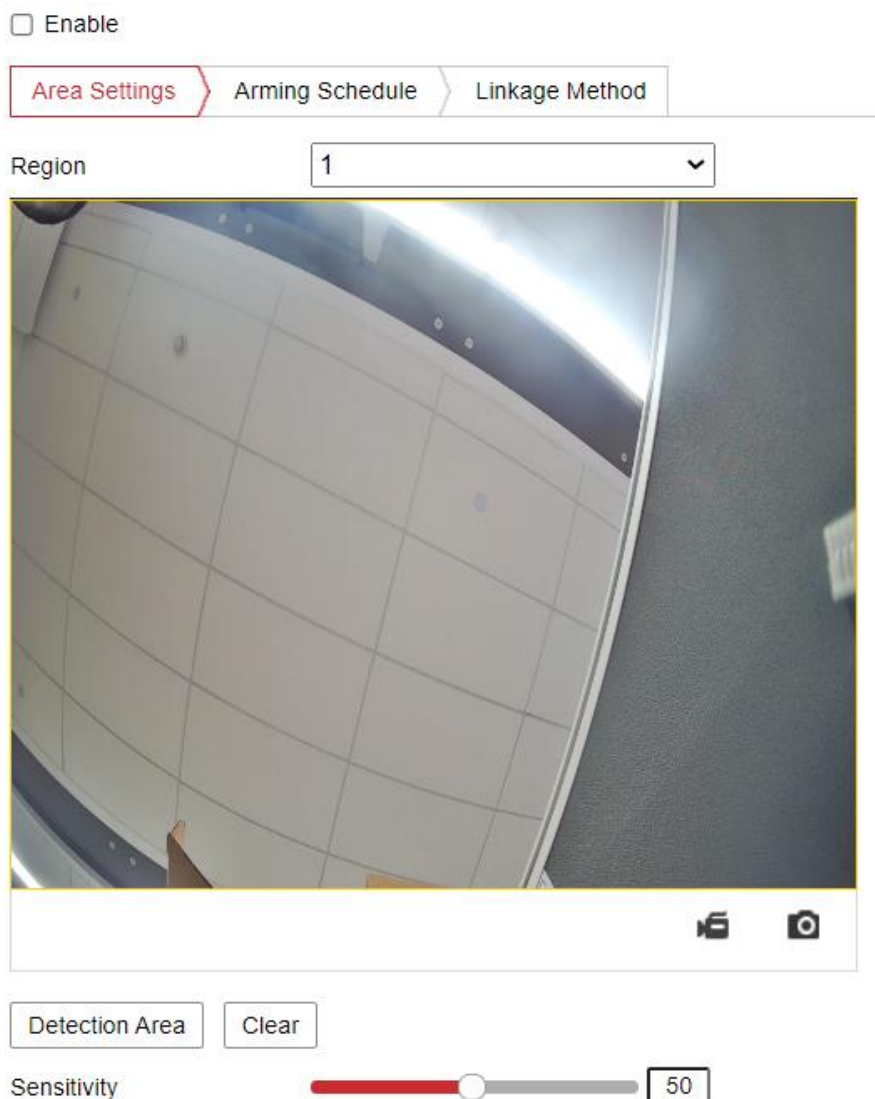 Enable
Area Settings Arming Schedule Linkage Method
Region 1
Detection Area Clear
Sensitivity 50